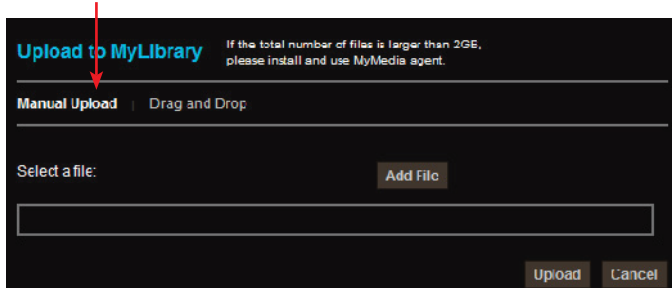 Upload to MyLibrary
If the total number of files is larger than 2GB,
please install and use MyMedia agent.
Manual Upload | Drag and Drop
Select a file:
Add File
Upload Cancel